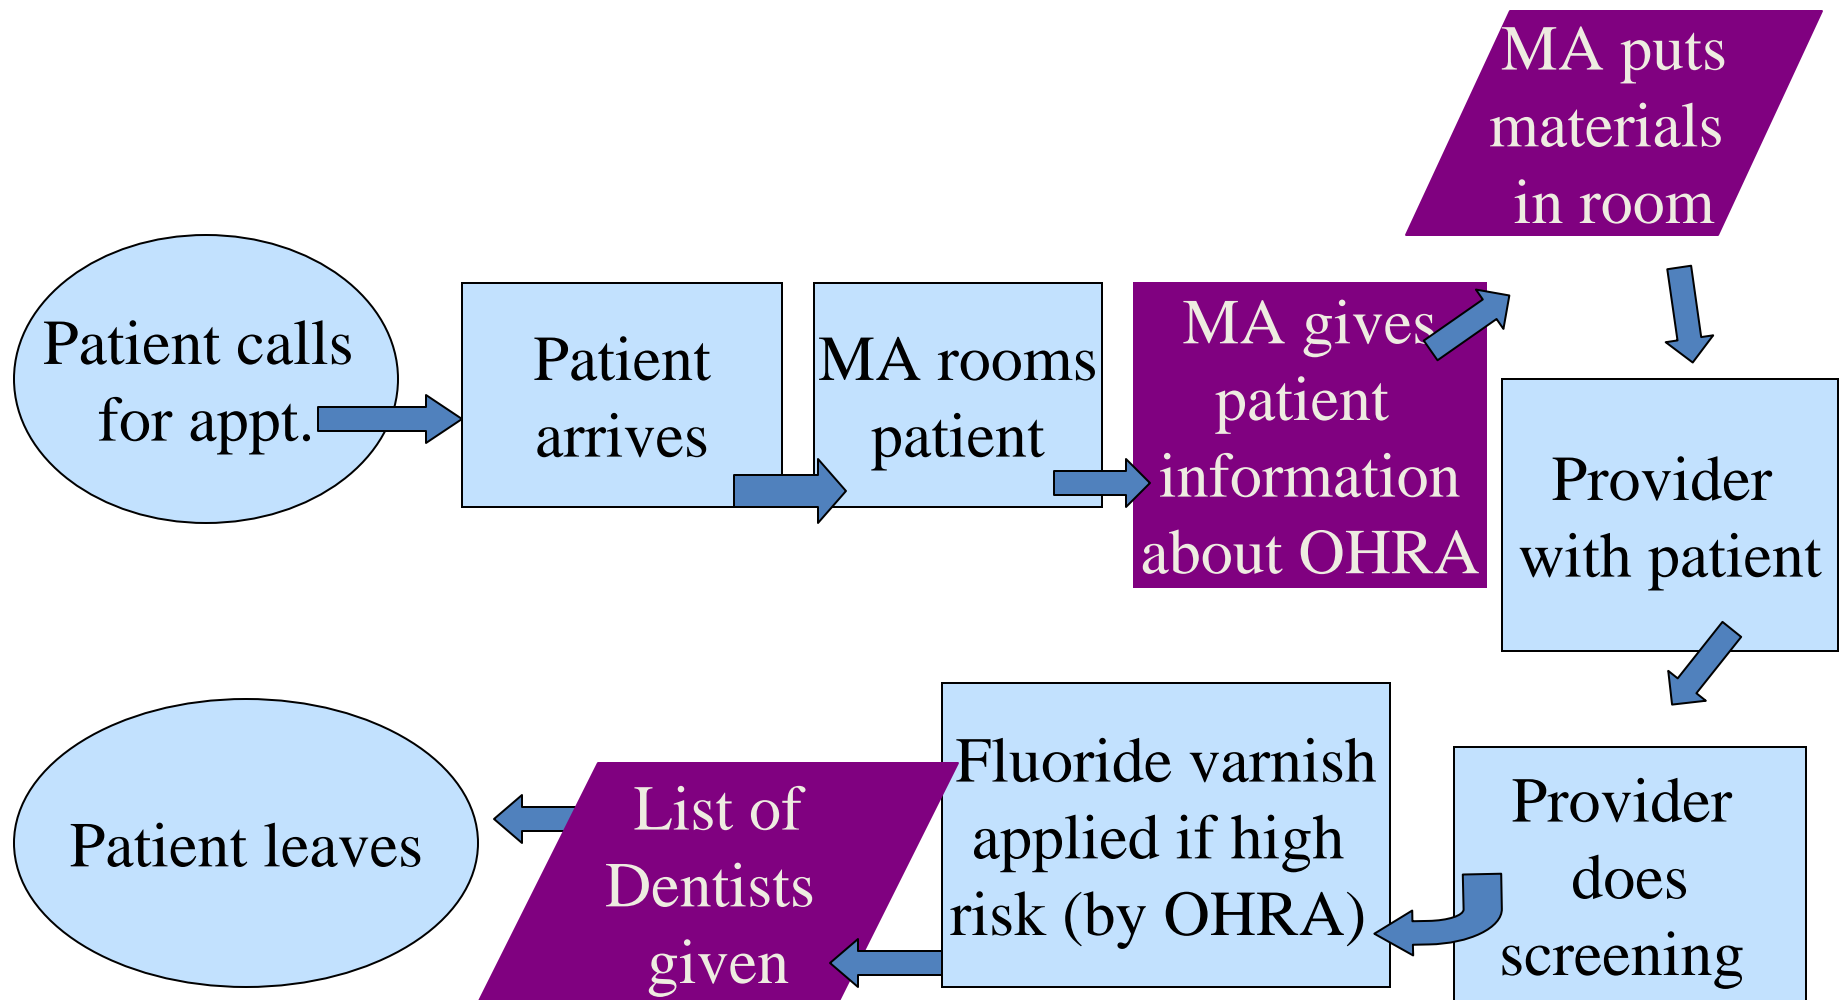 Patient calls
for appt.
Patient
arrives
MA rooms
patient
MA gives
patient
information
about OHRA
MA puts
materials
in room
Provider
with patient
Provider
does
screening
Fluoride varnish
applied if high
risk (by OHRA)
List of
Dentists
given
Patient leaves